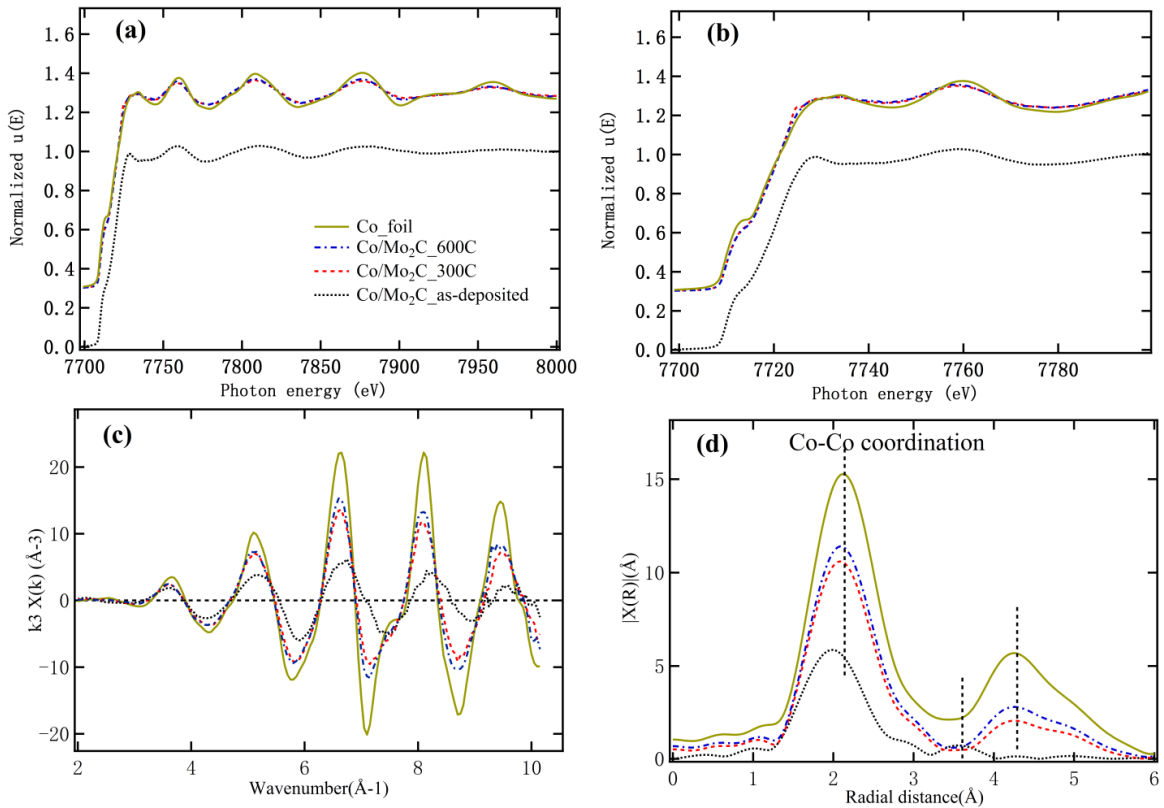 (a)
Normalized u(E)
1.6
1.4
1.2
1.0
0.8
0.6
0.4
0.2
0.0
Co_foil
Co/Mo₂C_600C
Co/Mo₂C_300C
Co/Mo₂C_as-deposited
7700 7750 7800 7850 7900 7950 8000
Photon energy (eV)
(b)
Normalized u(E)
1.6
1.4
1.2
1.0
0.8
0.6
0.4
0.2
0.0
7700 7720 7740 7760 7780
Photon energy (eV)
(c)
k3 X(k) (Å-3)
20
10
0
−10
−20
2 4 6 8 10
Wavenumber(Å-1)
(d)
Co-Co coordination
|X(R)|(Å)
15
10
5
0
0 1 2 3 4 5 6
Radial distance(Å)